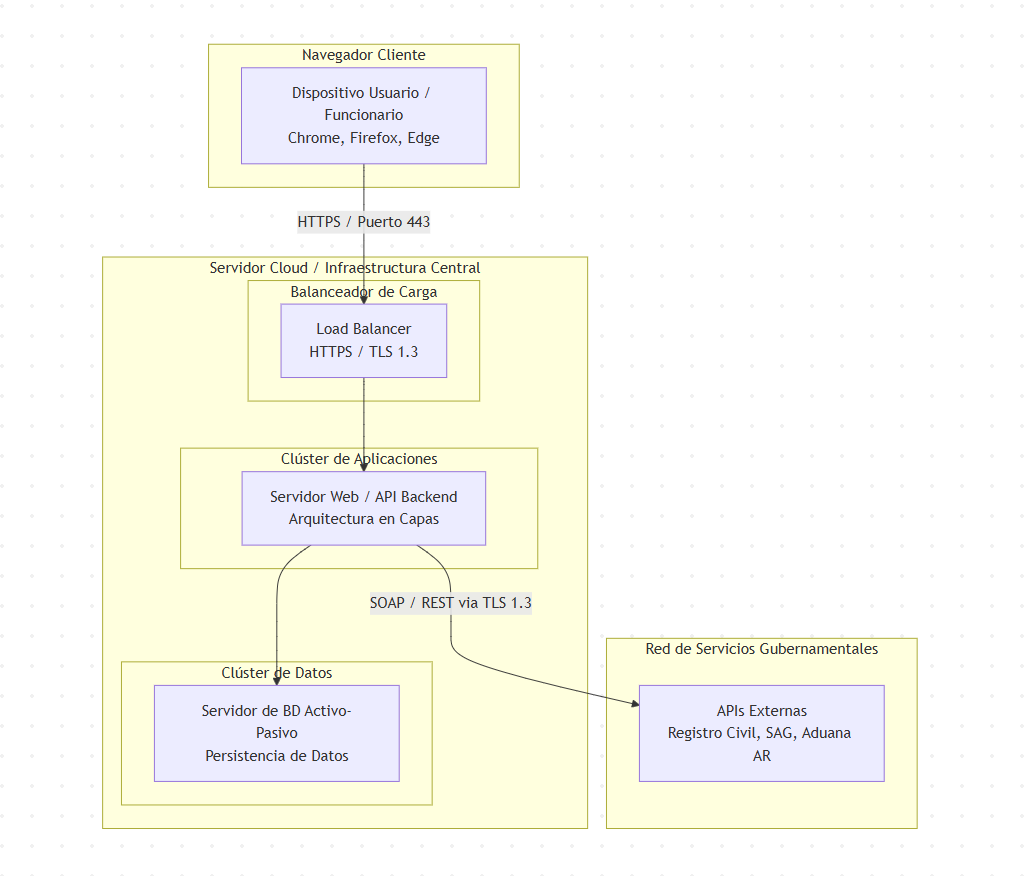 Navegador Cliente
Dispositivo Usuario /
Funcionario
Chrome, Firefox, Edge
HTTPS / Puerto 443
Servidor Cloud / Infraestructura Central
Balanceador de Carga
Load Balancer
HTTPS / TLS 1.3
Clúster de Aplicaciones
Servidor Web / API Backend
Arquitectura en Capas
SOAP / REST via TLS 1.3
Clúster de Datos
Servidor de BD Activo-
Pasivo
Persistencia de Datos
Red de Servicios Gubernamentales
APIs Externas
Registro Civil, SAG, Aduana
AR